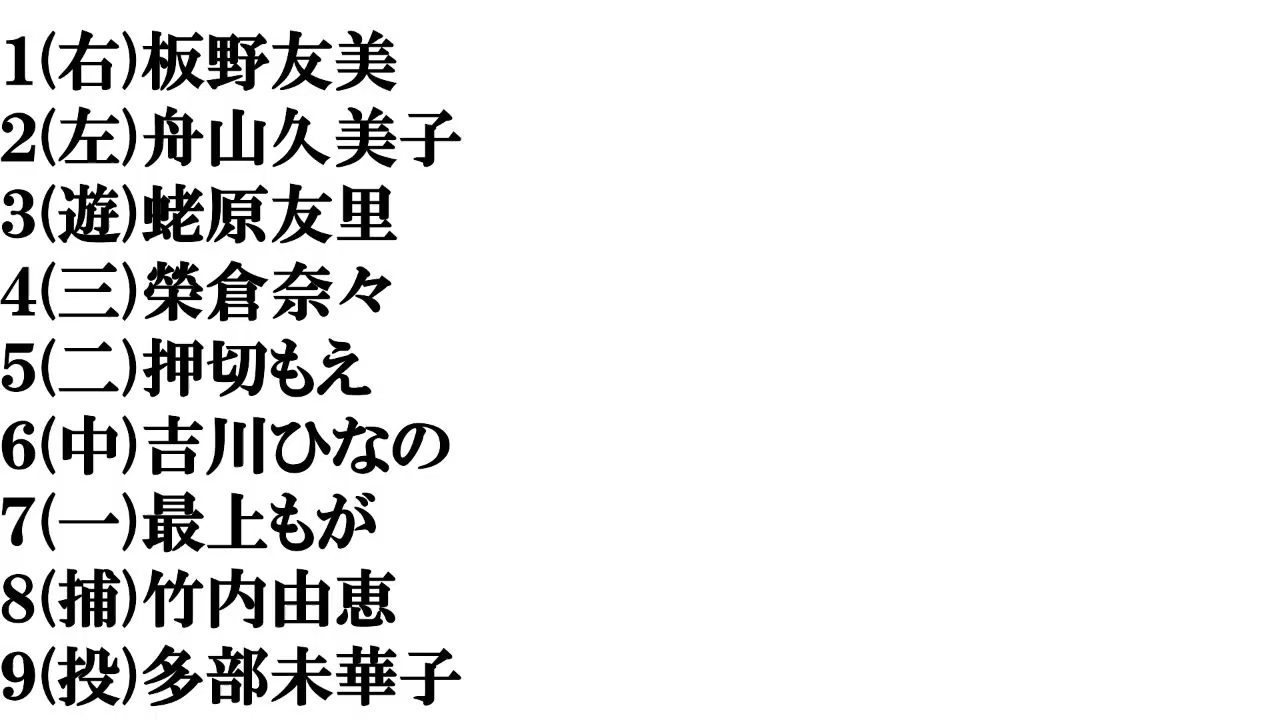 1(右)板野友美
2(左)舟山久美子
3(遊)蛯原友里
4(三)榮倉奈々
5(二)押切もえ
6(中)吉川ひなの
7(一)最上もが
8(捕)竹内由恵
9(投)多部未華子